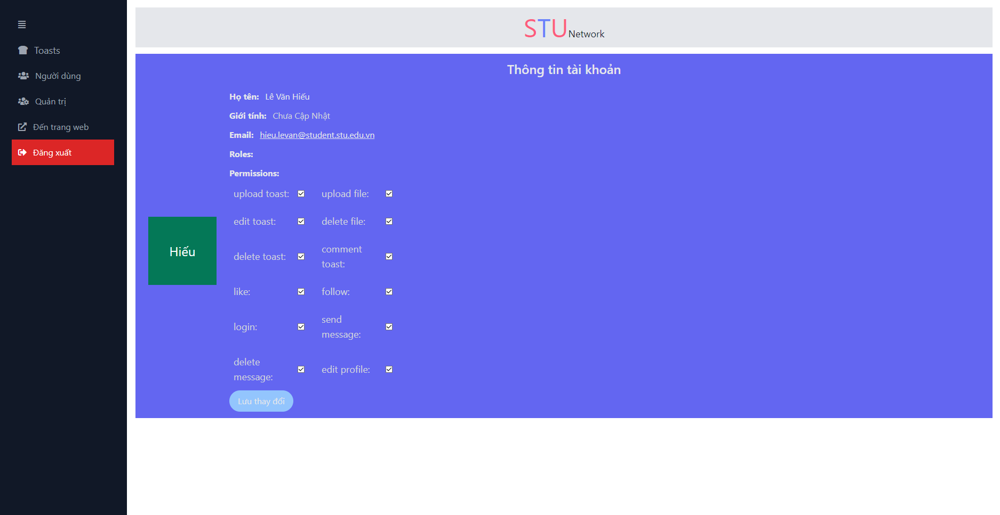 Toasts
Người dùng
Quản trị
Đến trang web
Đăng xuất
STU Network
Thông tin tài khoản
Họ tên: Lê Văn Hiếu
Giới tính: Chưa Cập Nhật
Email: hieu.levan@student.stu.edu.vn
Roles:
Permissions:
upload toast: upload file:
edit toast: delete file:
delete toast: comment
toast:
like: follow:
login: send
message:
delete
message: edit profile:
Hiếu
Lưu thay đổi